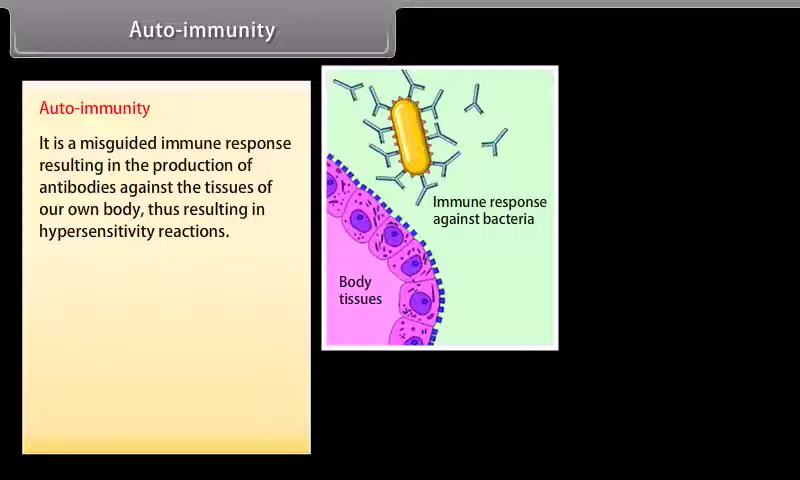 Auto-immunity
Auto-immunity
It is a misguided immune response
resulting in the production of
antibodies against the tissues of
our own body, thus resulting in
hypersensitivity reactions.
Immune response
against bacteria
Body
tissues